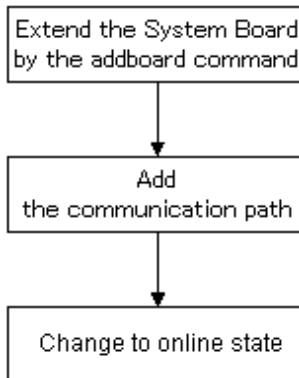 Extend the System Board
by the addboard command
Add
the communication path
Change to online state